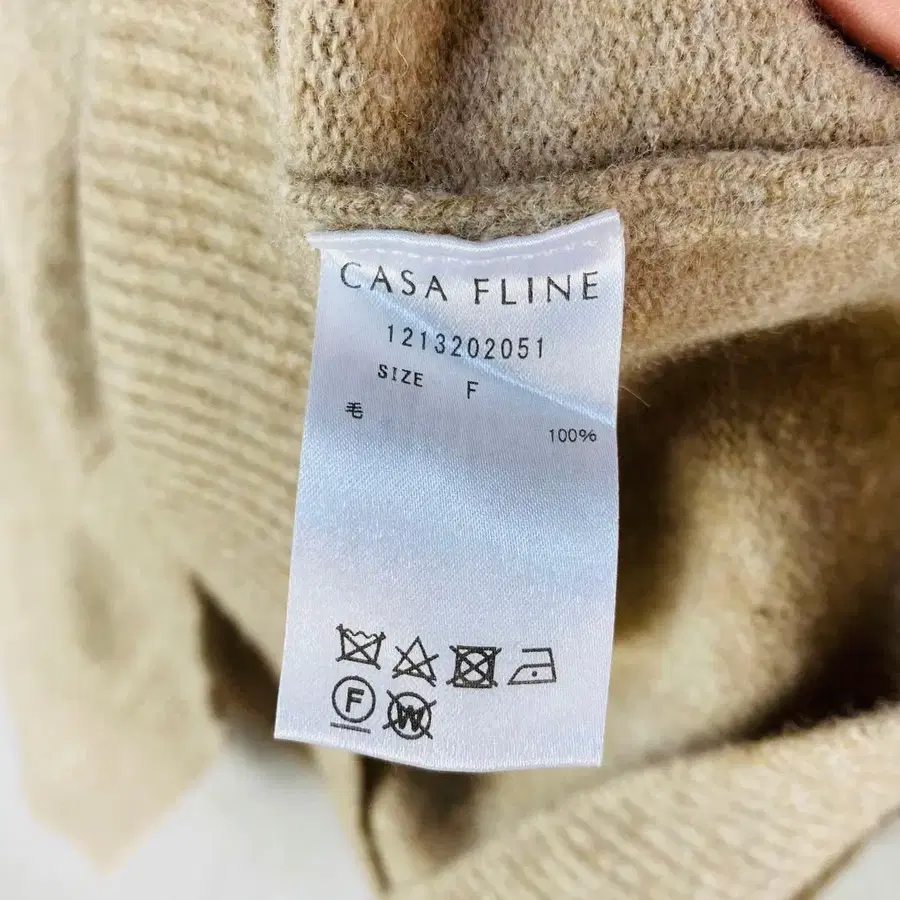 CASA FLINE
1213202051
SIZE F
毛 100%
F W